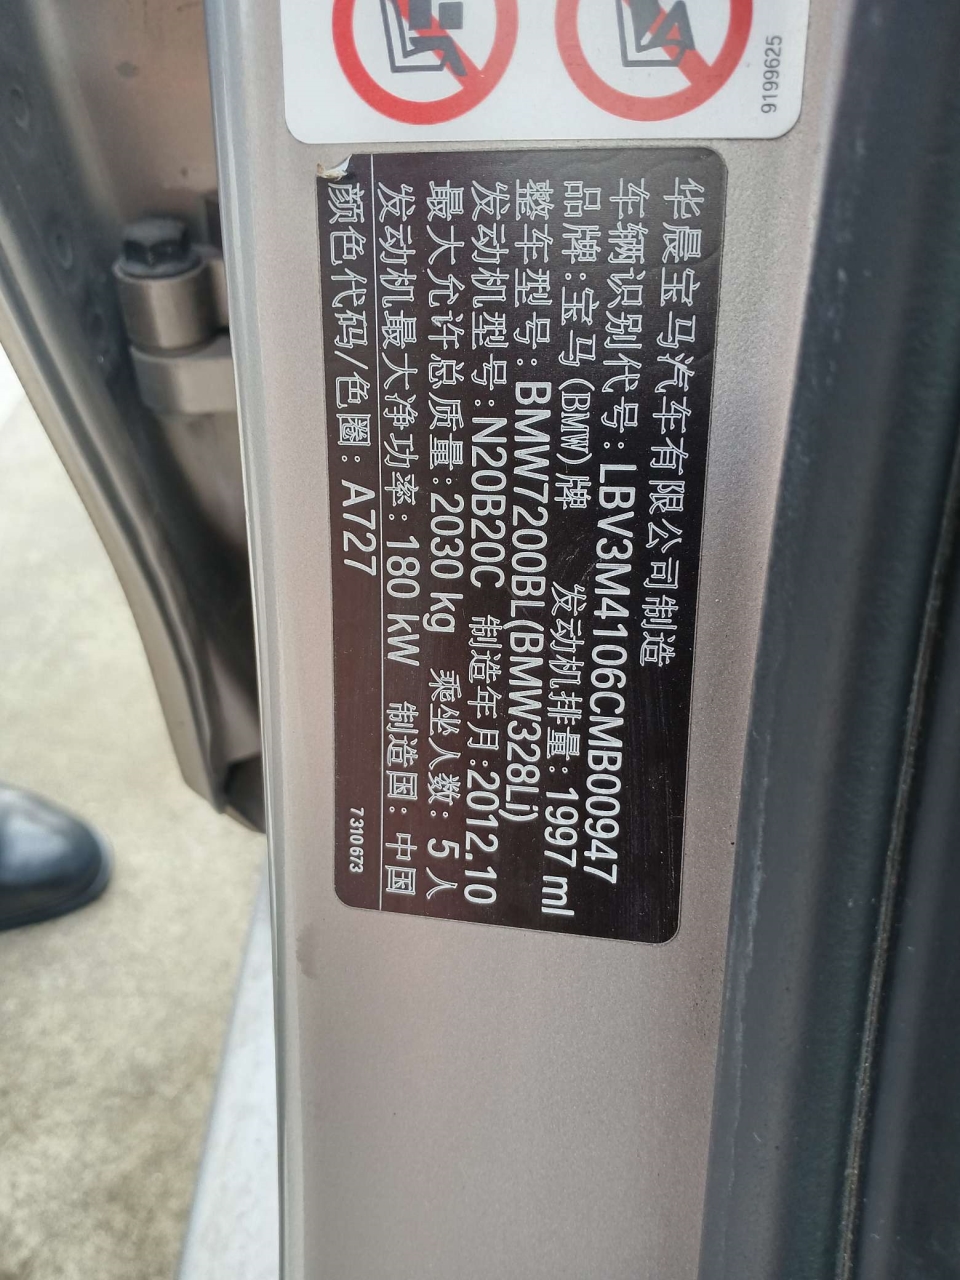 9199625
华晨宝马汽车有限公司制造
车辆识别代号:LBV3M4106CMB00947
品牌:宝马(BMW)牌 发动机排量:1997 ml
整车型号:BMW7200BL(BMW328Li)
发动机型号:N20B20C 制造年月:2012.10
最大允许总质量:2030 kg 乘坐人数: 5 人
发动机最大净功率: 180 kW 制造国: 中国
颜色代码/色圈: A727 7310673